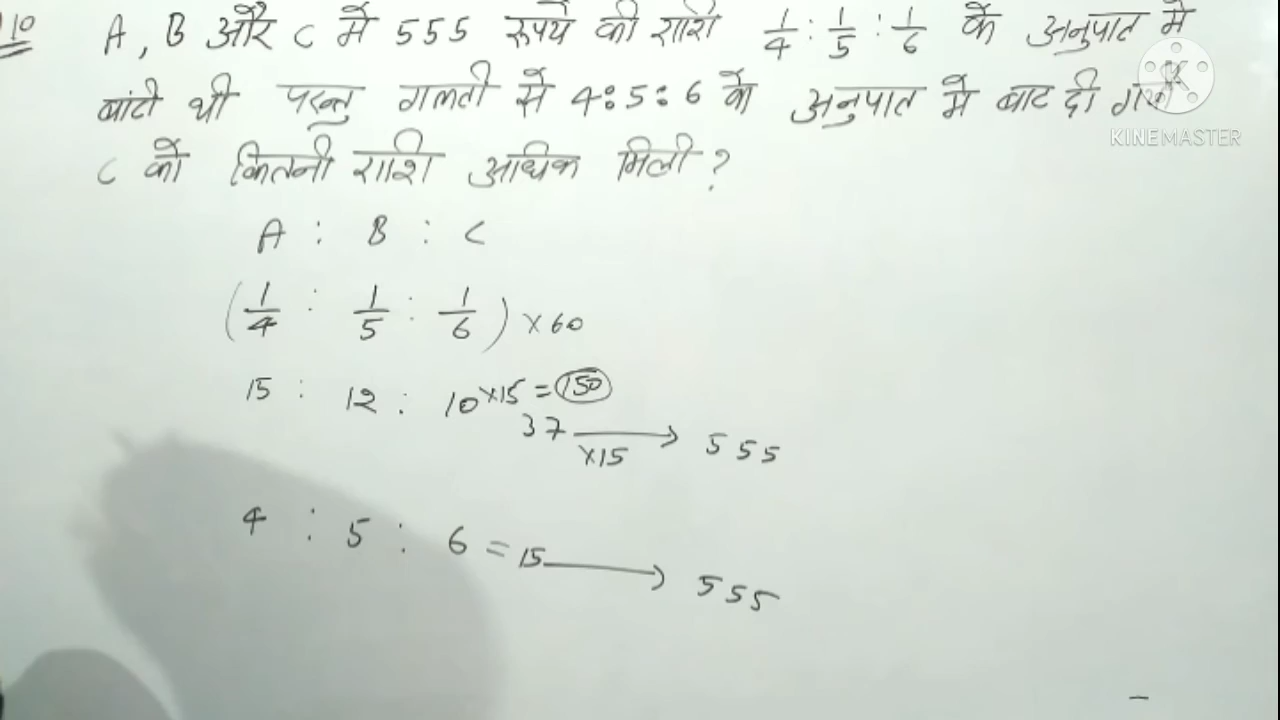 10 A, B और C में 555 रूपये की राशि 1/4 : 1/5 : 1/6 के अनुपात में
बांटी थी परन्तु गलती से 4:5:6 के अनुपात में बाट दी
KINEMASTER
C को कितनी राशि अधिक मिली?
A : B : C
(1/4 : 1/5 : 1/6) × 60
15 : 12 : 10 ×15 = 150
37 → 555
×15
4 : 5 : 6 = 15 → 555